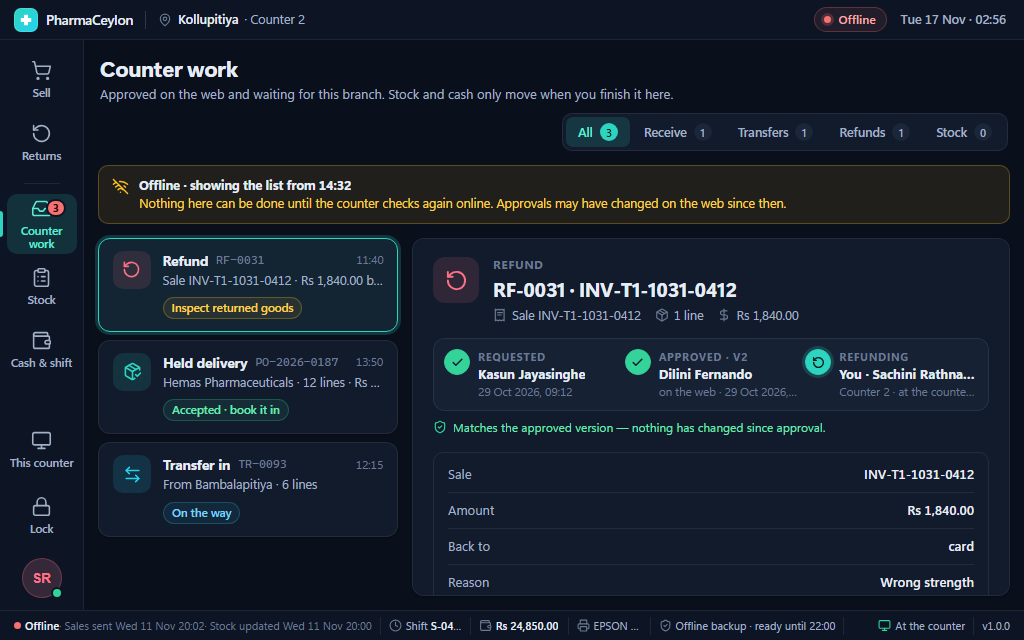 PharmaCeylon
Kollupitiya · Counter 2
Offline
Tue 17 Nov · 02:56
Sell
Returns
3
Counter work
Stock
Cash & shift
This counter
Lock
SR
Counter work
Approved on the web and waiting for this branch. Stock and cash only move when you finish it here.
All 3
Receive 1
Transfers 1
Refunds 1
Stock 0
Offline · showing the list from 14:32
Nothing here can be done until the counter checks again online. Approvals may have changed on the web since then.
Refund RF-0031 11:40
Sale INV-T1-1031-0412 · Rs 1,840.00 b...
Inspect returned goods
Held delivery PO-2026-0187 13:50
Hemas Pharmaceuticals · 12 lines · Rs ...
Accepted · book it in
Transfer in TR-0093 12:15
From Bambalapitiya · 6 lines
On the way
REFUND
RF-0031 · INV-T1-1031-0412
Sale INV-T1-1031-0412 1 line Rs 1,840.00
REQUESTED
Kasun Jayasinghe
29 Oct 2026, 09:12
APPROVED · V2
Dilini Fernando
on the web · 29 Oct 2026,...
REFUNDING
You · Sachini Rathna...
Counter 2 · at the counte...
Matches the approved version — nothing has changed since approval.
Sale INV-T1-1031-0412
Amount Rs 1,840.00
Back to card
Reason Wrong strength
Offline · Sales sent Wed 11 Nov 20:02 · Stock updated Wed 11 Nov 20:00
Shift S-04...
Rs 24,850.00
EPSON ...
Offline backup · ready until 22:00
At the counter
v1.0.0